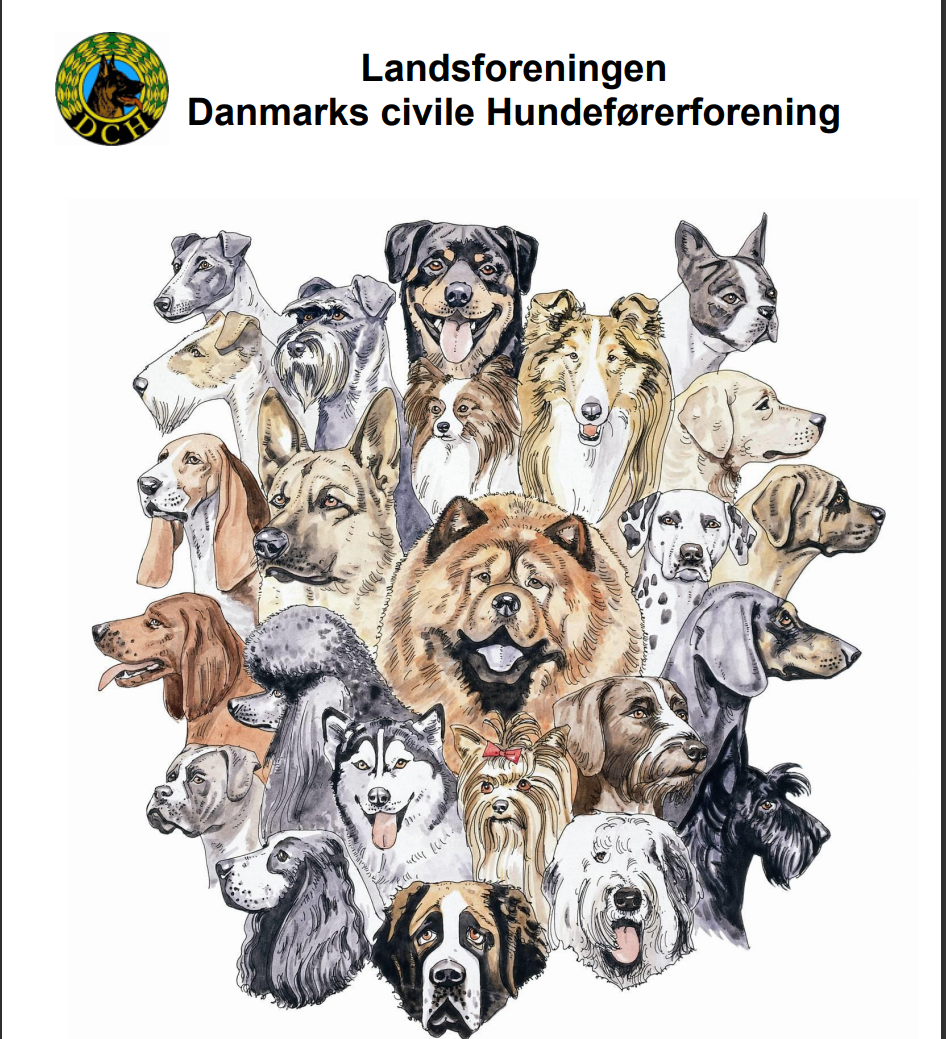 Landsforeningen
Danmarks civile Hundeførerforening
DCH